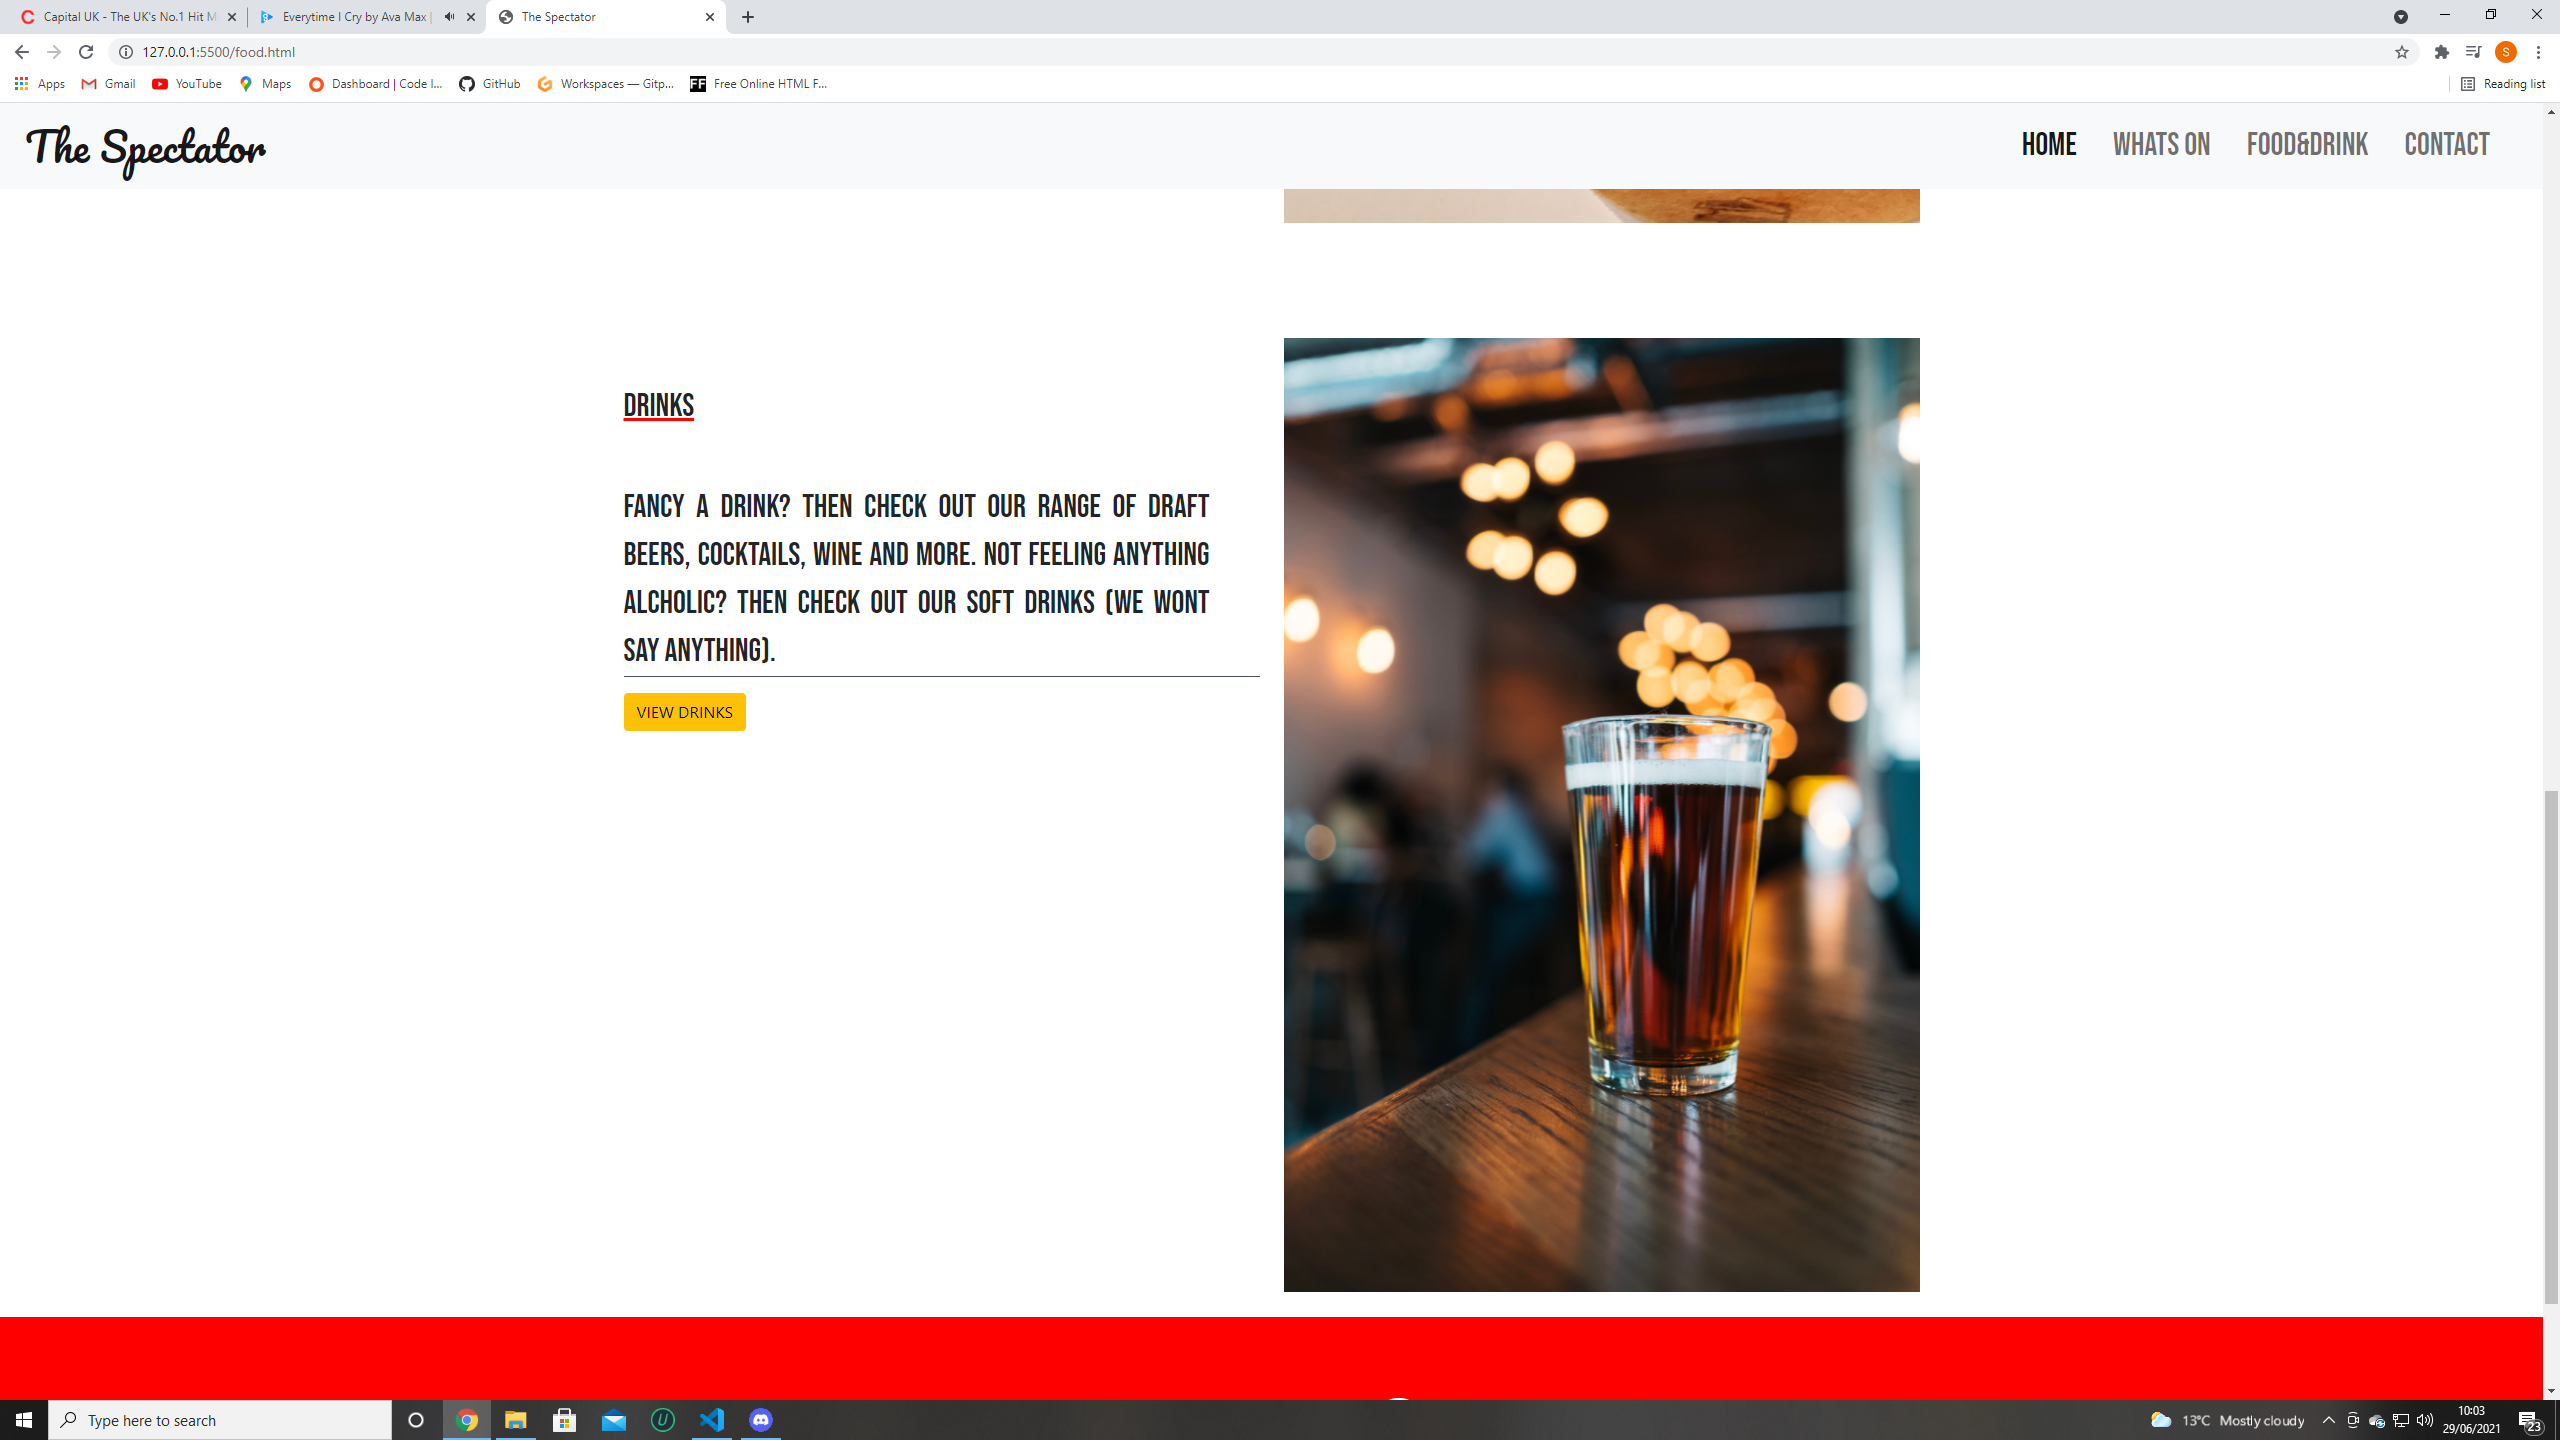 Capital UK - The UK's No.1 Hit M
Everytime I Cry by Ava Max |
The Spectator
127.0.0.1:5500/food.html
S
Apps
Gmail
YouTube
Maps
Dashboard | Code I...
GitHub
Workspaces — Gitp...
FF
Free Online HTML F...
Reading list
The Spectator
HOME
WHATS ON
FOOD&DRINK
CONTACT
DRINKS
FANCY A DRINK? THEN CHECK OUT OUR RANGE OF DRAFT
BEERS, COCKTAILS, WINE AND MORE. NOT FEELING ANYTHING
ALCHOLIC? THEN CHECK OUT OUR SOFT DRINKS (WE WONT
SAY ANYTHING).
VIEW DRINKS
Type here to search
13°C Mostly cloudy
10:03
29/06/2021
23